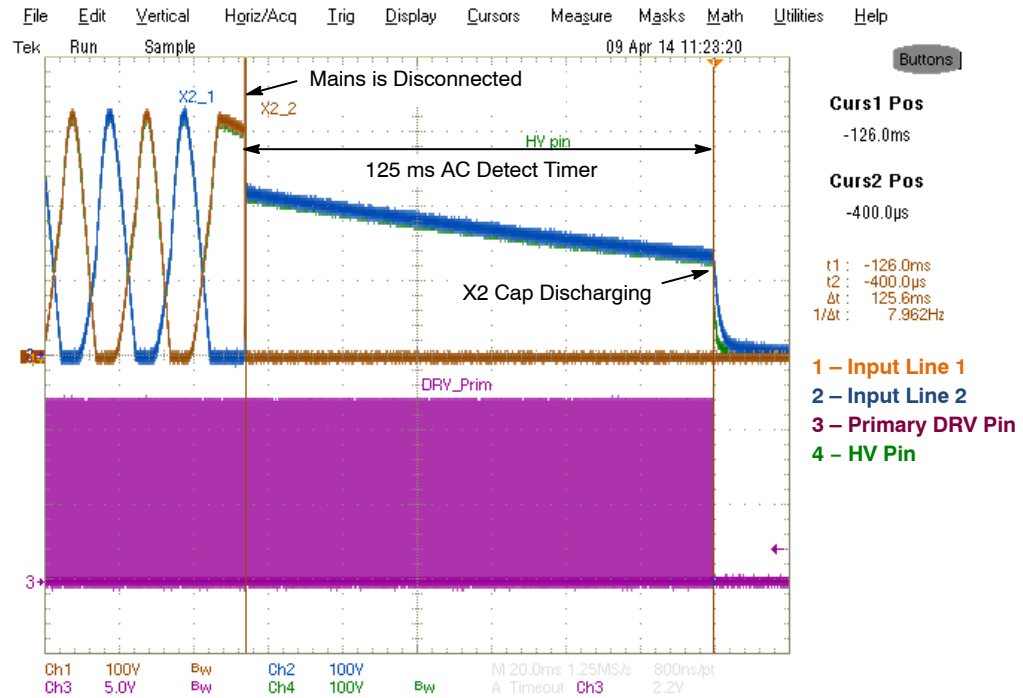 File Edit Vertical Horiz/Acq Trig Display Cursors Measure Masks Math Utilities Help
Tek Run Sample 09 Apr 14 11:23:20
Buttons
Mains is Disconnected
X2_1
X2_2
Curs1 Pos
-126.0ms
HV pin
125 ms AC Detect Timer
Curs2 Pos
-400.0µs
t1 : -126.0ms
t2 : -400.0µs
Δt : 125.6ms
1/Δt : 7.962Hz
X2 Cap Discharging
1 – Input Line 1
2 – Input Line 2
3 – Primary DRV Pin
4 – HV Pin
DRV_Prim
3
Ch1 100V Bw Ch2 100V M 20.0ms 1.25MS/s 800ns/pt
Ch3 5.0V Bw Ch4 100V Bw A Timeout Ch3 2.2V